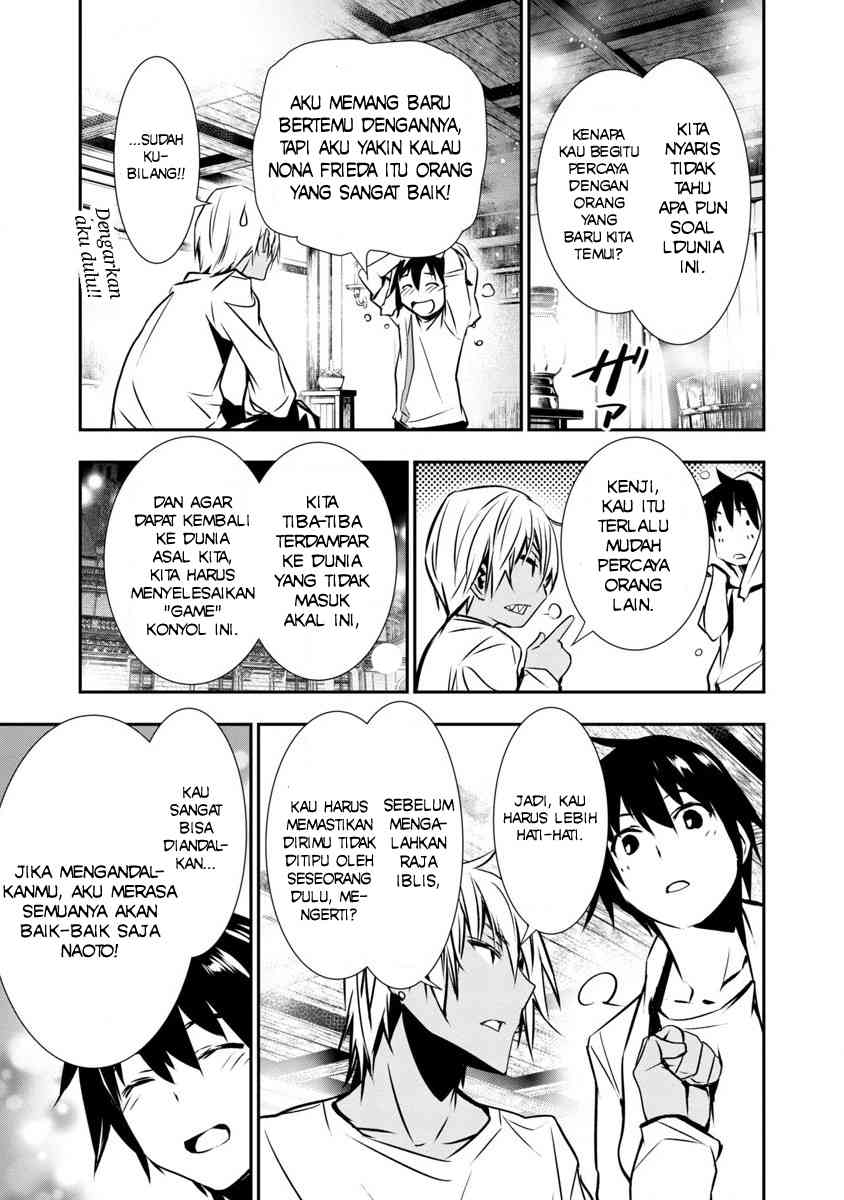 KITA
NYARIS
TIDAK
TAHU
APA PUN
SOAL
LDUNIA
INI.
KENAPA
KAU BEGITU
PERCAYA
DENGAN
ORANG
YANG
BARU KITA
TEMUI?
ザァ
AKU MEMANG BARU
BERTEMU DENGANNYA,
TAPI AKU YAKIN KALAU
NONA FRIEDA ITU ORANG
YANG SANGAT BAIK!
...SUDAH
KU-
BILANG!!
Dengarkan
aku dulu!!
KENJI,
KAU ITU
TERLALU
MUDAH
PERCAYA
ORANG
LAIN.
KITA
TIBA-TIBA
TERDAMPAR
KE DUNIA
YANG TIDAK
MASUK
AKAL INI,
DAN AGAR
DAPAT KEMBALI
KE DUNIA
ASAL KITA,
KITA HARUS
MENYELESAIKAN
"GAME"
KONYOL INI.
JADI, KAU
HARUS LEBIH
HATI-HATI.
SEBELUM
MENGA-
LAHKAN
RAJA
IBLIS,
KAU HARUS
MEMASTIKAN
DIRIMU TIDAK
DITIPU OLEH
SESEORANG
DULU, ME-
NGERTI?
KAU
SANGAT
BISA
DIANDAL-
KAN...
JIKA MENGANDAL-
KANMU, AKU MERASA
SEMUANYA AKAN
BAIK-BAIK SAJA
NAOTO!